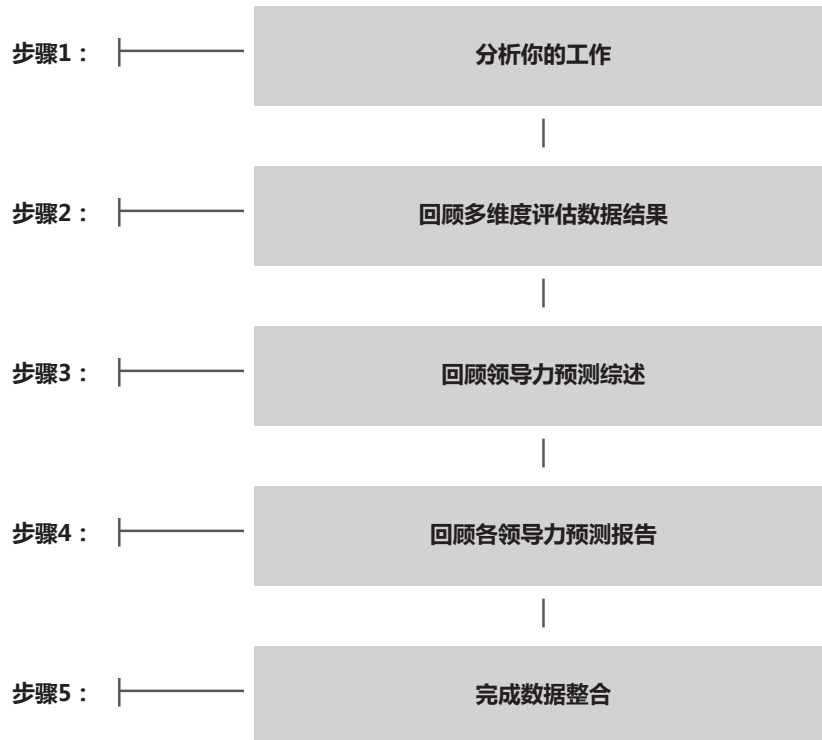 步骤1：
分析你的工作
步骤2：
回顾多维度评估数据结果
步骤3：
回顾领导力预测综述
步骤4：
回顾各领导力预测报告
步骤5：
完成数据整合